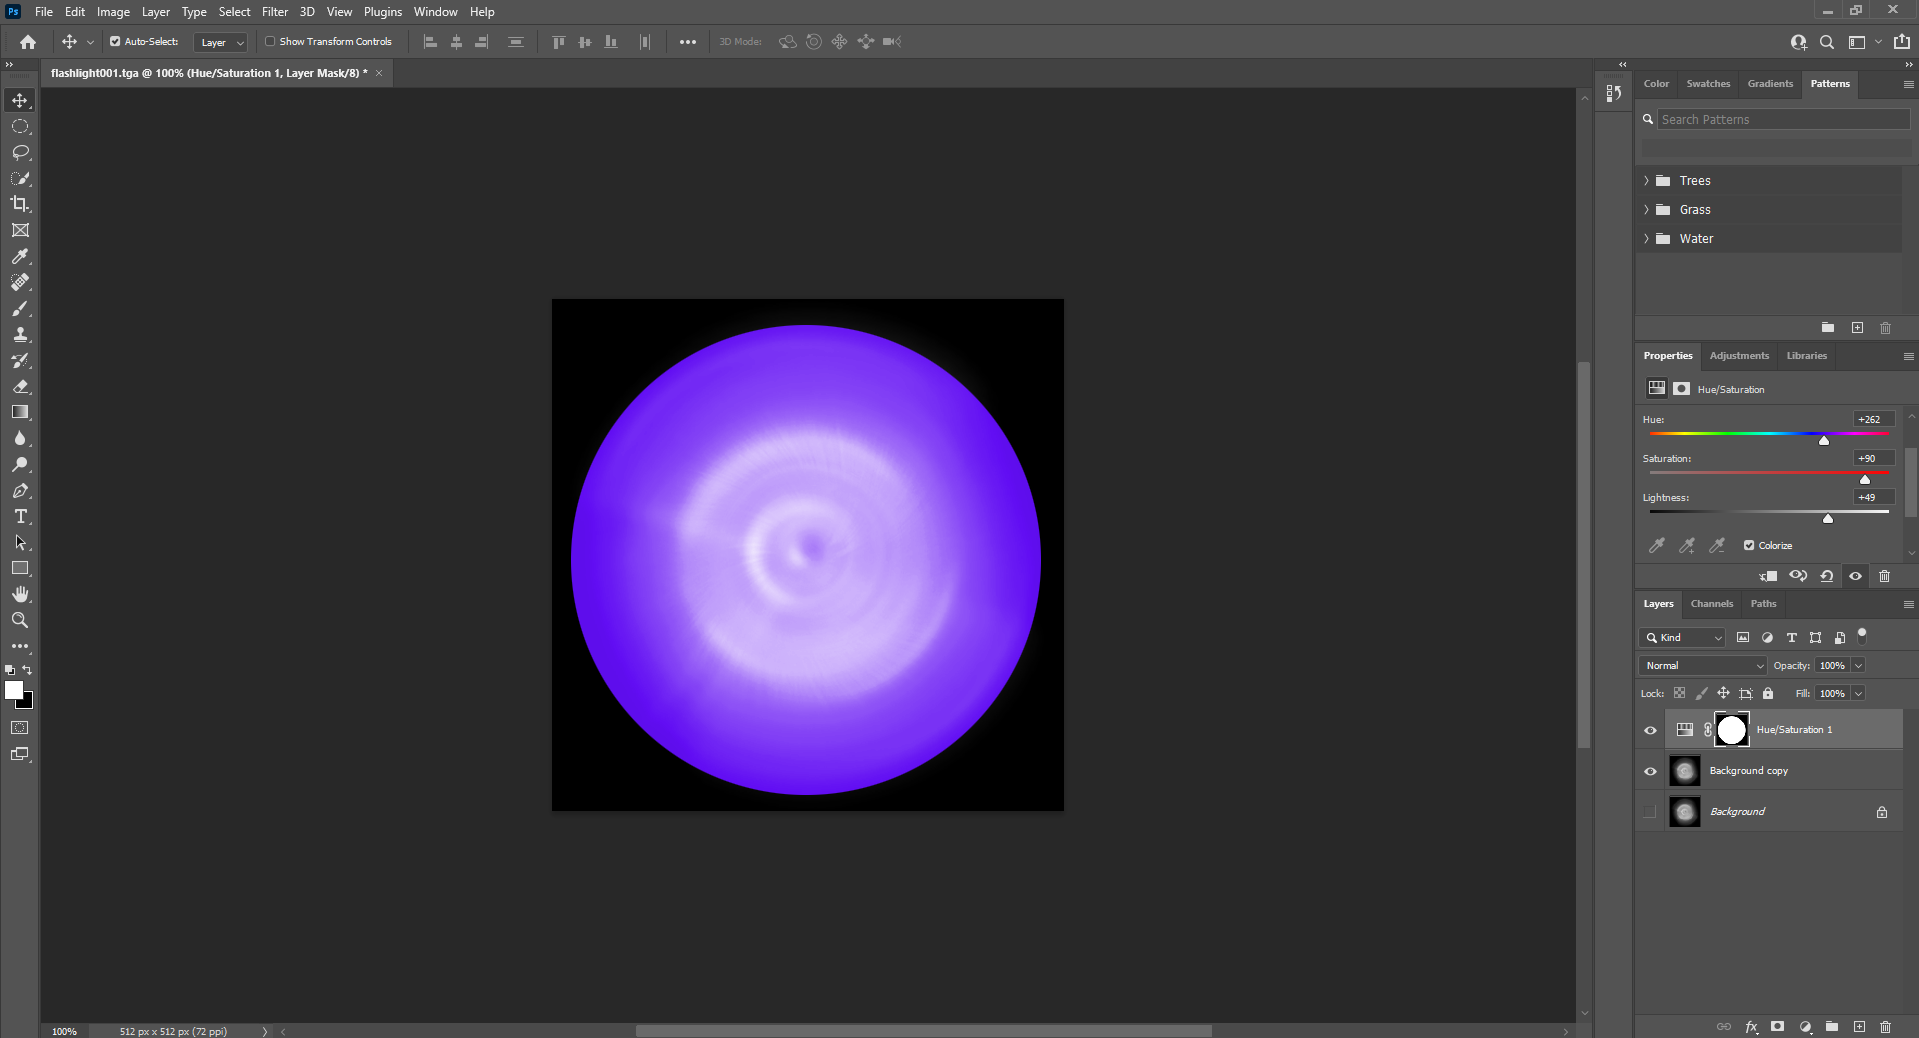 Ps File Edit Image Layer Type Select Filter 3D View Plugins Window Help
Auto-Select: Layer Show Transform Controls 3D Mode:
flashlight001.tga @ 100% (Hue/Saturation 1, Layer Mask/8) *
Color Swatches Gradients Patterns
Search Patterns
Trees
Grass
Water
Properties Adjustments Libraries
Hue/Saturation
Hue: +262
Saturation: +90
Lightness: +49
Colorize
Layers Channels Paths
Kind
Normal Opacity: 100%
Lock: Fill: 100%
Hue/Saturation 1
Background copy
Background
100% 512 px x 512 px (72 ppi)